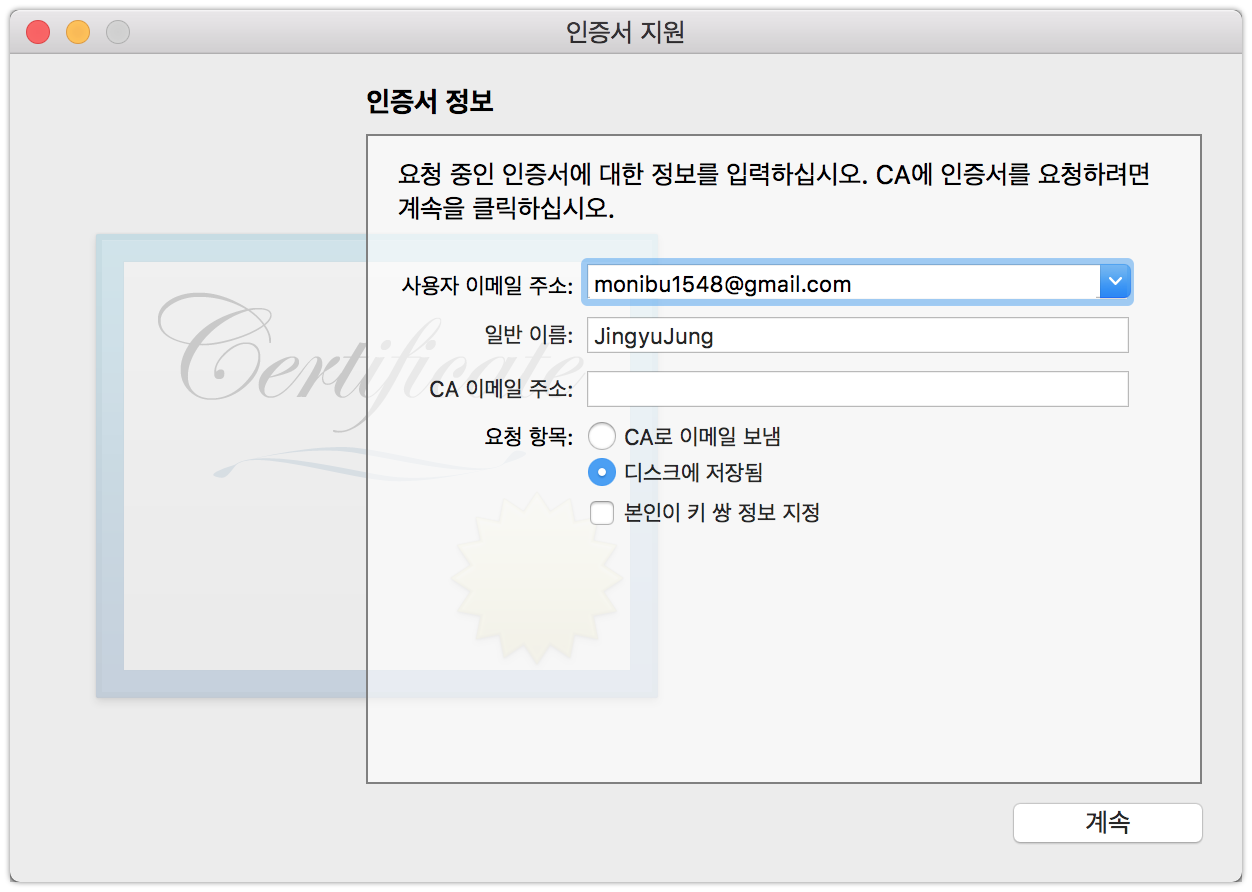 인증서 지원
인증서 정보
요청 중인 인증서에 대한 정보를 입력하십시오. CA에 인증서를 요청하려면
계속을 클릭하십시오.
Certificate
사용자 이메일 주소: monibu1548@gmail.com
일반 이름: JingyuJung
CA 이메일 주소:
요청 항목: CA로 이메일 보냄
디스크에 저장됨
본인이 키 쌍 정보 지정
계속